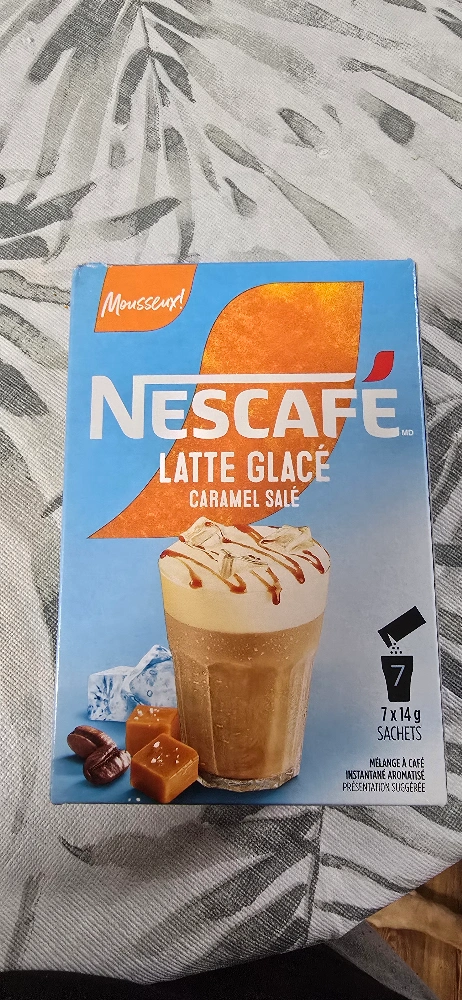 Mousseux!
NESCAFÉ
MD
LATTE GLACÉ
CARAMEL SALÉ
7
7 x 14 g
SACHETS
MÉLANGE À CAFÉ
INSTANTANÉ AROMATISÉ
PRÉSENTATION SUGGÉRÉE